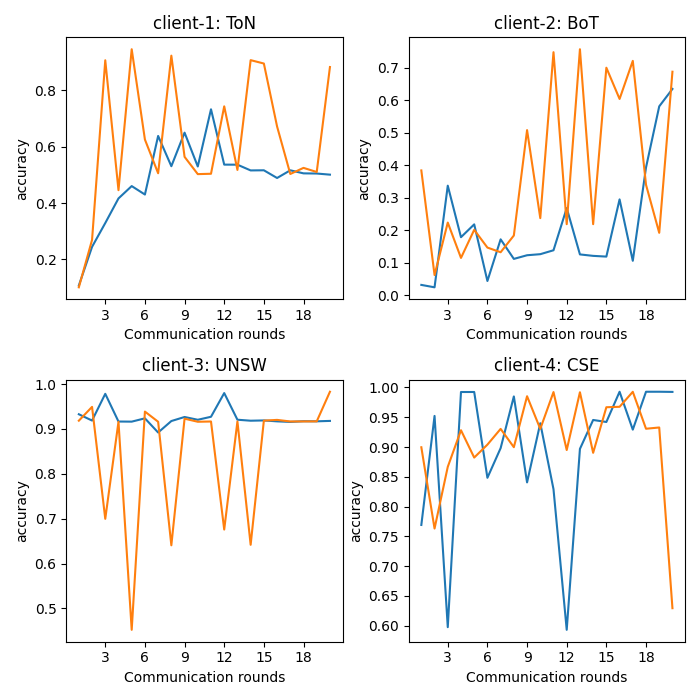 client-1: ToN
accuracy
0.8
0.6
0.4
0.2
3 6 9 12 15 18
Communication rounds
client-2: BoT
accuracy
0.7
0.6
0.5
0.4
0.3
0.2
0.1
0.0
3 6 9 12 15 18
Communication rounds
client-3: UNSW
accuracy
1.0
0.9
0.8
0.7
0.6
0.5
3 6 9 12 15 18
Communication rounds
client-4: CSE
accuracy
1.00
0.95
0.90
0.85
0.80
0.75
0.70
0.65
0.60
3 6 9 12 15 18
Communication rounds